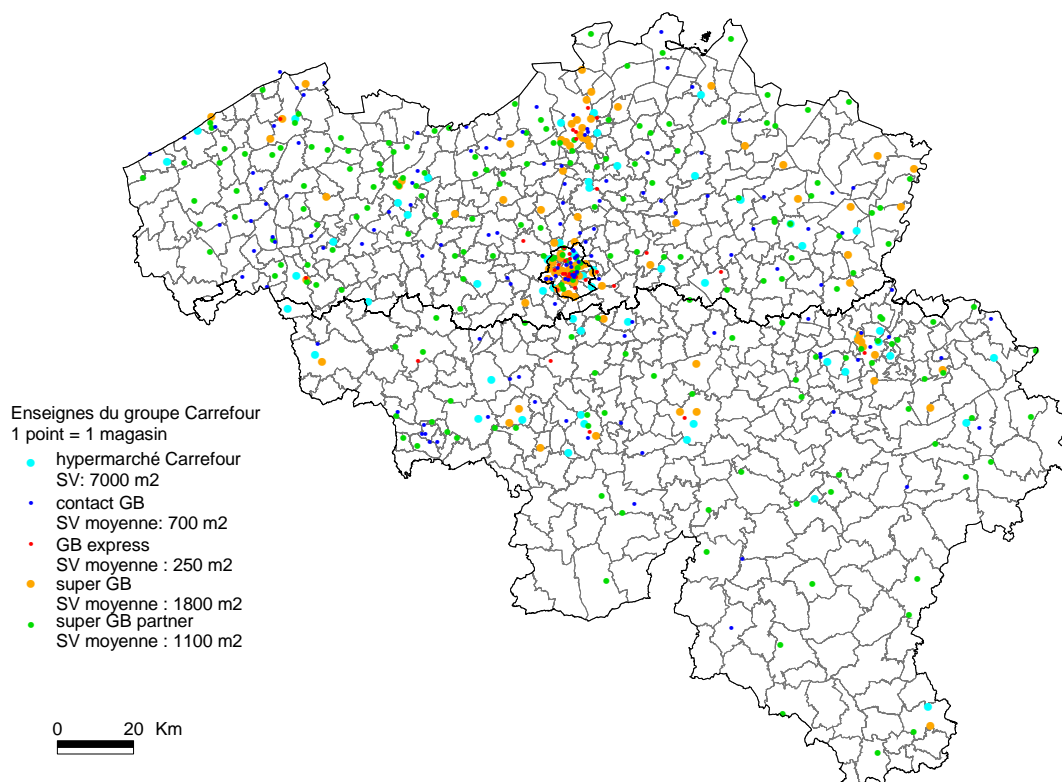 Enseignes du groupe Carrefour
1 point = 1 magasin
hypermarché Carrefour
SV: 7000 m2
contact GB
SV moyenne: 700 m2
GB express
SV moyenne : 250 m2
super GB
SV moyenne : 1800 m2
super GB partner
SV moyenne : 1100 m2
0 20 Km